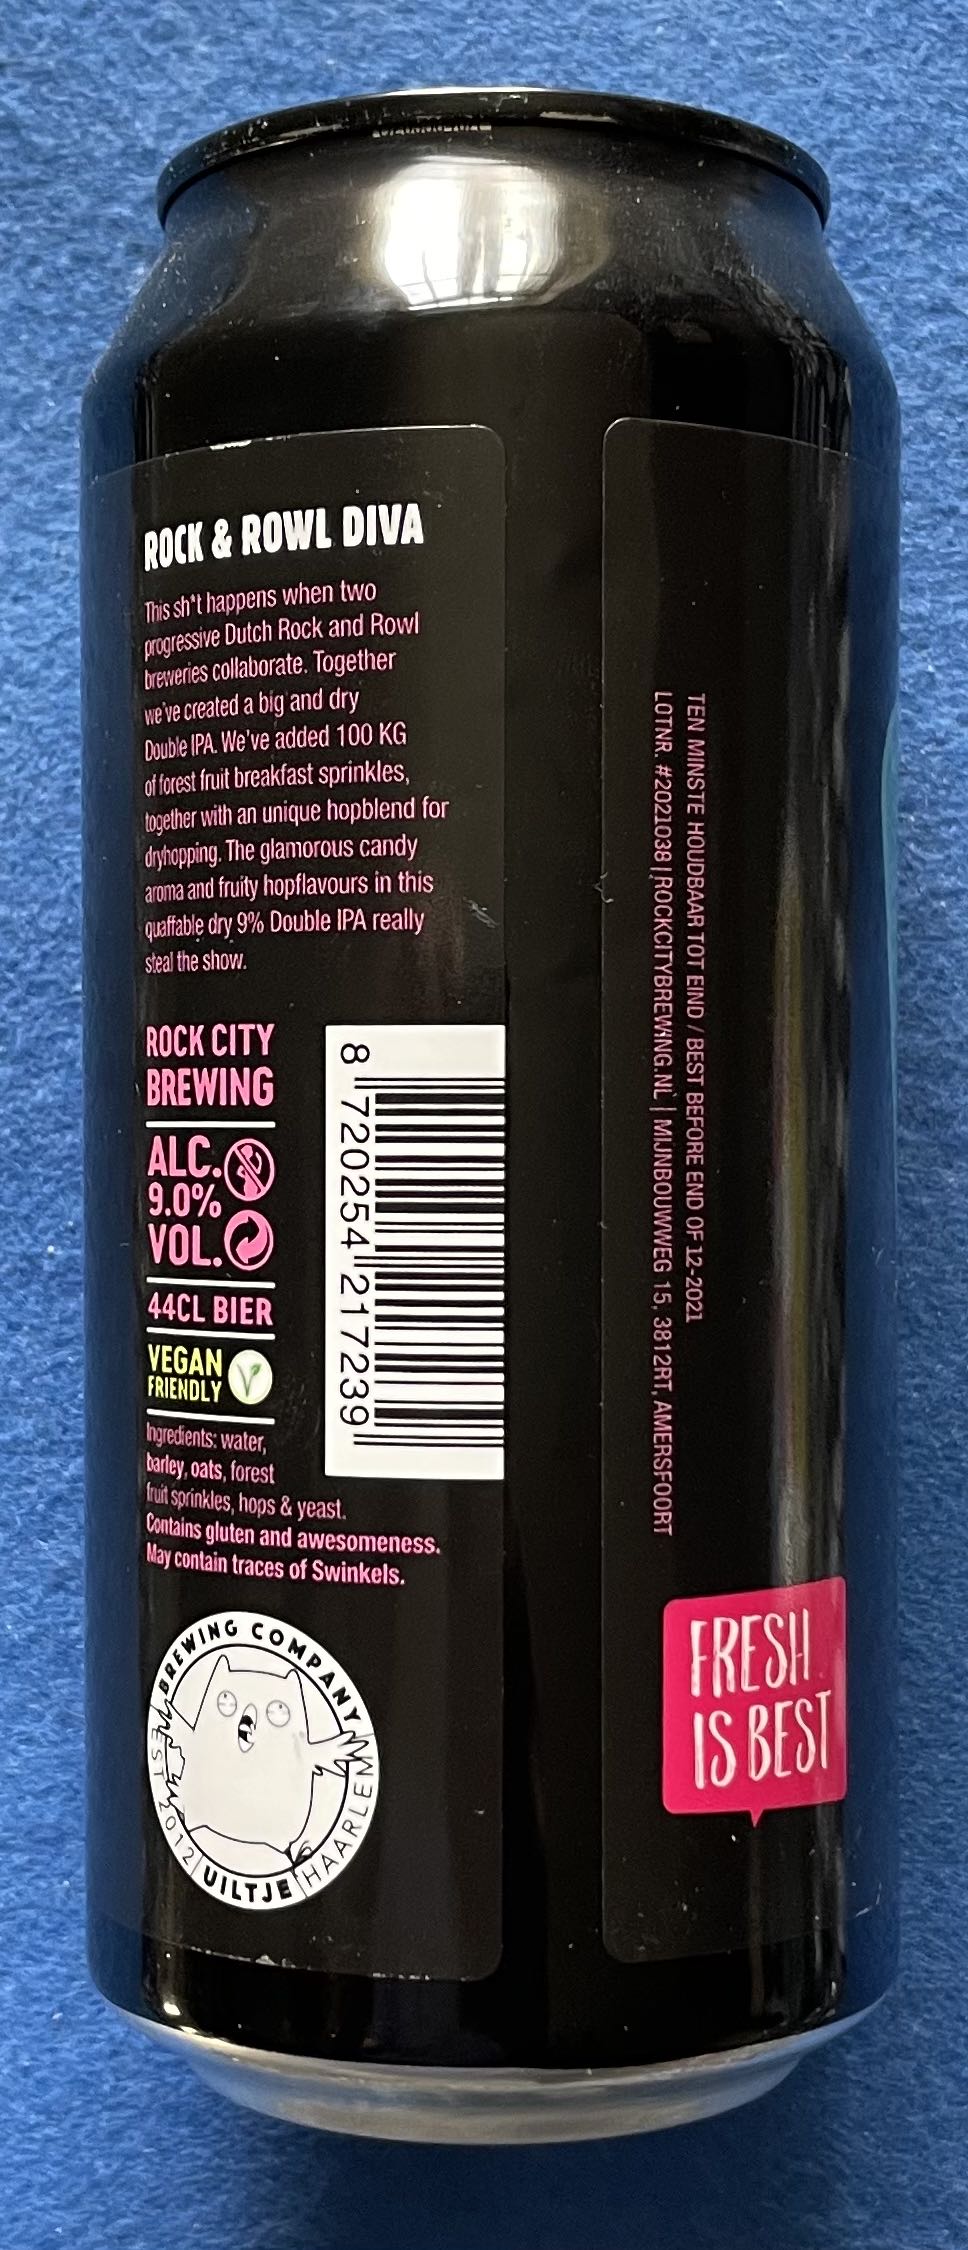 ROCK & ROWL DIVA
This sh*t happens when two
progressive Dutch Rock and Rowl
breweries collaborate. Together
we've created a big and dry
Double IPA. We've added 100 KG
of forest fruit breakfast sprinkles,
together with an unique hopblend for
dryhopping. The glamorous candy
aroma and fruity hopflavours in this
quaffable dry 9% Double IPA really
steal the show.
ROCK CITY
BREWING
ALC.
9.0%
VOL.
44CL BIER
VEGAN
FRIENDLY
Ingredients: water,
barley, oats, forest
fruit sprinkles, hops & yeast.
Contains gluten and awesomeness.
May contain traces of Swinkels.
8 720254 217239
BREWING COMPANY
EST 2012
UILTJE
HAARLEM
TEN MINSTE HOUDBAAR TOT EIND / BEST BEFORE END OF 12-2021
LOTNR. #2021038 | ROCKCITYBREWING.NL | MIJNBOUWWEG 15, 3812RT, AMERSFOORT
FRESH
IS BEST